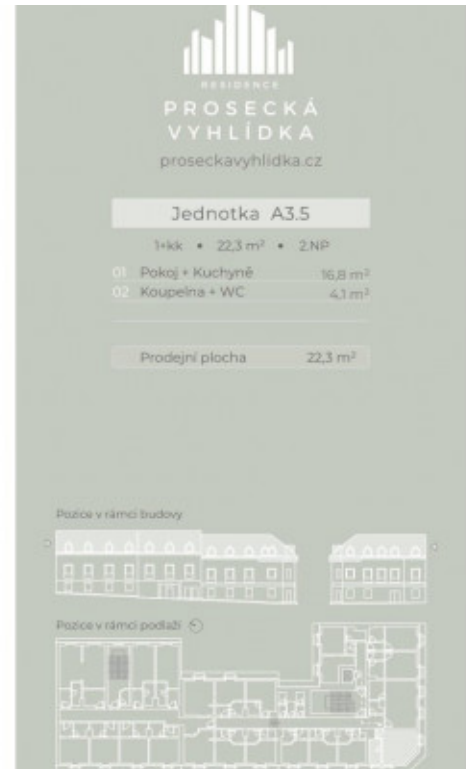 RESIDENCE
PROSECKÁ
VYHLÍDKA
proseckavyhlidka.cz
Jednotka A3.5
1+kk • 22,3 m² • 2.NP
01 Pokoj + Kuchyně 16,8 m²
02 Koupelna + WC 4,1 m²
Prodejní plocha 22,3 m²
Pozice v rámci budovy
Pozice v rámci podlaží